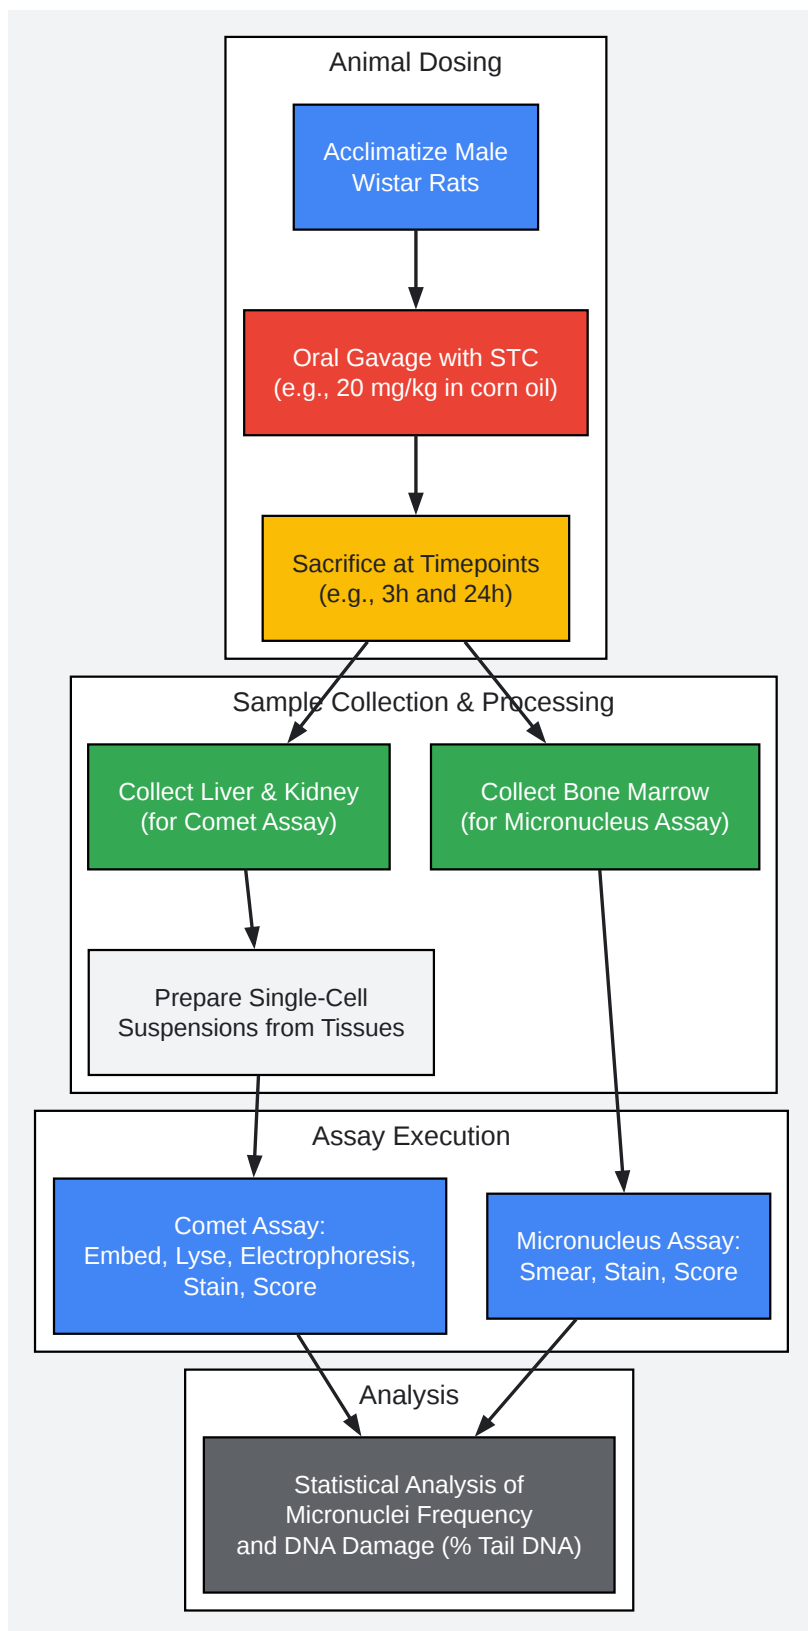 Animal Dosing
Acclimatize Male
Wistar Rats
Oral Gavage with STC
(e.g., 20 mg/kg in corn oil)
Sacrifice at Timepoints
(e.g., 3h and 24h)
Sample Collection & Processing
Collect Liver & Kidney
(for Comet Assay)
Collect Bone Marrow
(for Micronucleus Assay)
Prepare Single-Cell
Suspensions from Tissues
Assay Execution
Comet Assay:
Embed, Lyse, Electrophoresis,
Stain, Score
Micronucleus Assay:
Smear, Stain, Score
Analysis
Statistical Analysis of
Micronuclei Frequency
and DNA Damage (% Tail DNA)